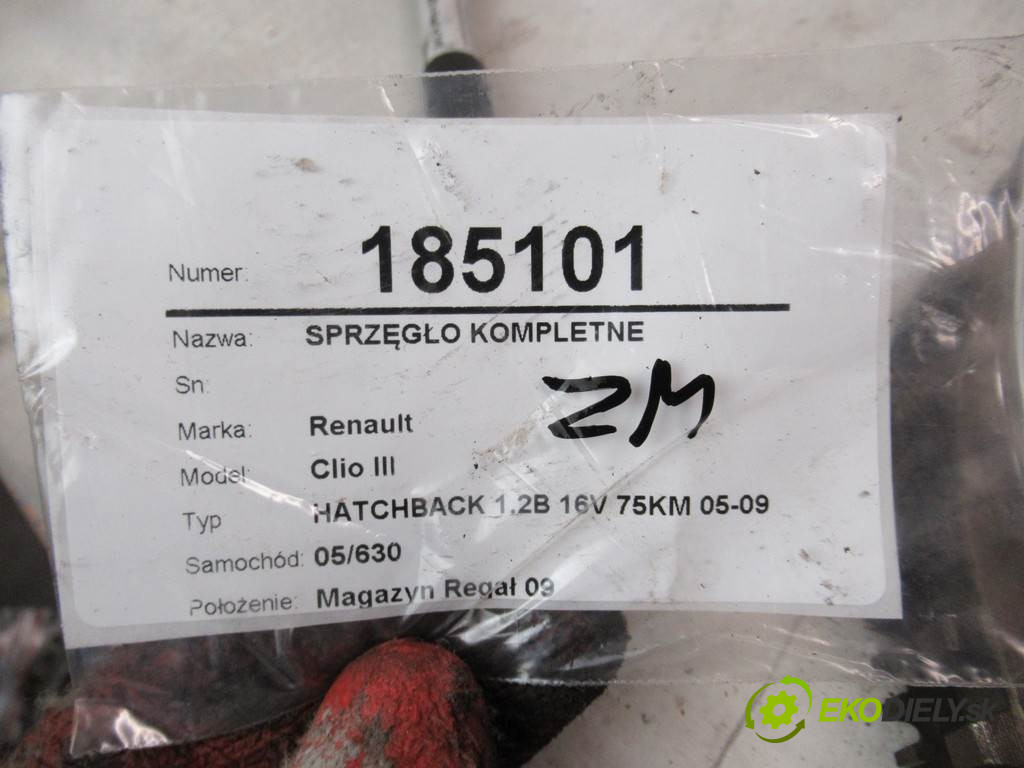 Numer: 185101
Nazwa: SPRZĘGŁO KOMPLETNE
Sn:
ZM
Marka: Renault
Model: Clio III
Typ HATCHBACK 1.2B 16V 75KM 05-09
Samochód: 05/630
Położenie: Magazyn Regał 09
EKODIELY.sk